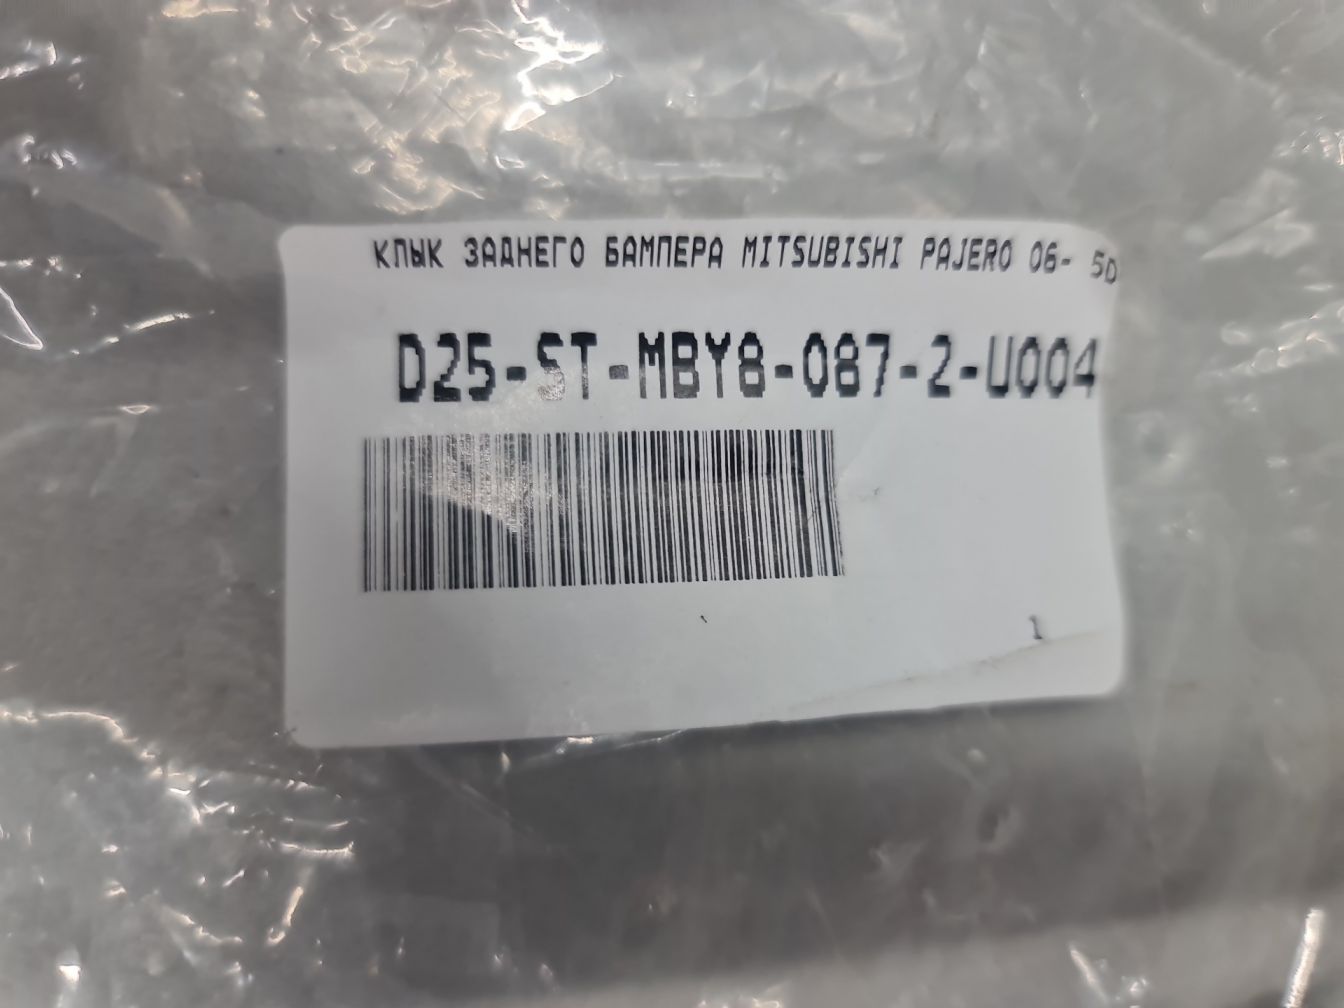 КЛЫК ЗАДНЕГО БАМПЕРА MITSUBISHI PAJERO 06- 5D
D25-ST-MBY8-087-2-U004
1